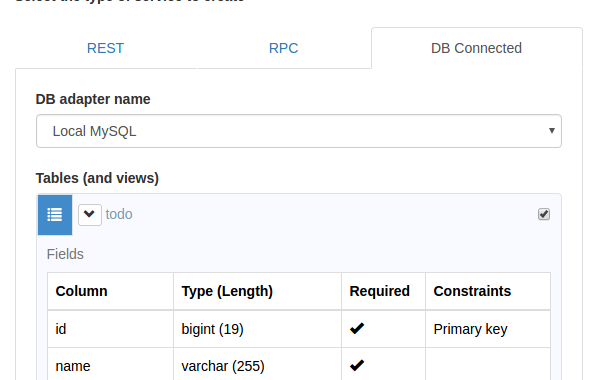 REST RPC DB Connected
DB adapter name
Local MySQL
Tables (and views)
todo
Fields
Column Type (Length) Required Constraints
id bigint (19) Primary key
name varchar (255)